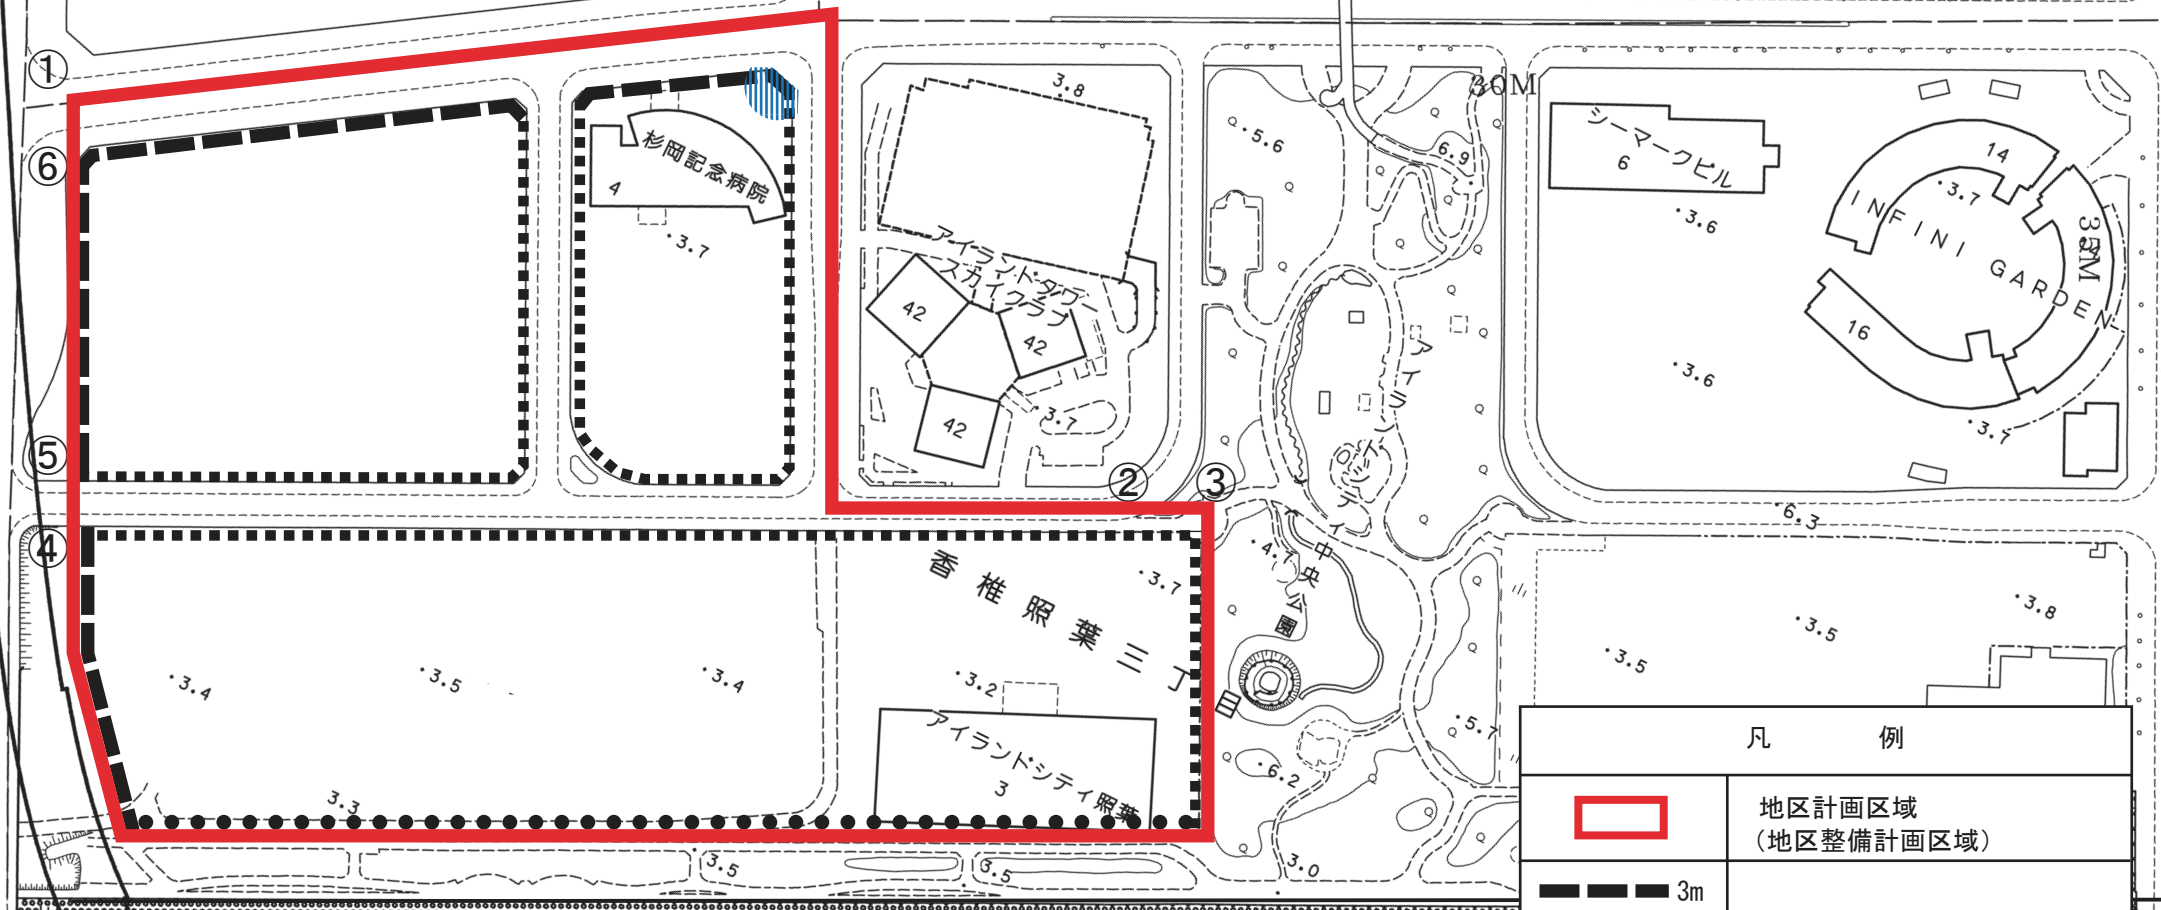 ①
3.8
30M
⑥
杉岡記念病院
4
3.7
5.6
6.9
シーマークビル
6
3.6
14
3.7
INFINI GARDEN
35M
16
アイランドタワー
スカイクラブ
42
42
42
3.7
3.6
3.7
アイランドシティ中央公園
⑤
②
③
④
6.3
4.7
3.7
香椎照葉三丁目
3.4
3.5
3.4
3.2
3.5
3.5
3.8
アイランドシティ照葉
3
3.3
6.2
5.7
3.5
3.5
3.0
凡例
地区計画区域
（地区整備計画区域）
3m